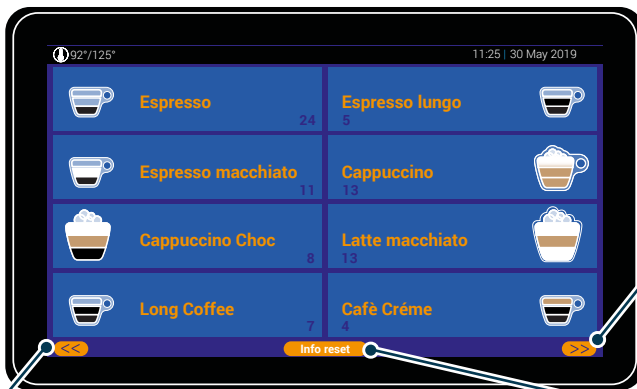 92°/125°
11:25 | 30 May 2019
Espresso
24
Espresso lungo
5
Espresso macchiato
11
Cappuccino
13
Cappuccino Choc
8
Latte macchiato
13
Long Coffee
7
Cafè Créme
4
<<
Info reset
>>